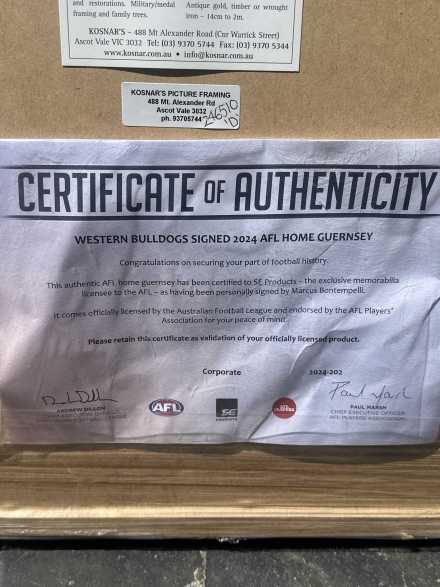 and restorations. Military/medal
framing and family trees.
Antique gold, timber or wrought
iron – 14cm to 2m.
KOSNAR'S – 488 Mt Alexander Road (Cnr Warrick Street)
Ascot Vale VIC 3032 Tel: (03) 9370 5744 Fax: (03) 9370 5344
www.kosnar.com.au • info@kosnar.com.au
KOSNAR'S PICTURE FRAMING
488 Mt. Alexander Rd
Ascot Vale 3032
ph. 93705744
246510
'D'
CERTIFICATE OF AUTHENTICITY
WESTERN BULLDOGS SIGNED 2024 AFL HOME GUERNSEY
Congratulations on securing your part of football history.
This authentic AFL home guernsey has been certified to SE Products – the exclusive memorabilia
licensee to the AFL – as having been personally signed by Marcus Bontempelli.
It comes officially licensed by the Australian Football League and endorsed by the AFL Players'
Association for your peace of mind.
Please retain this certificate as validation of your officially licensed product.
Corporate 2024-202
ANDREW DILLON
CHIEF EXECUTIVE OFFICER
AFL
SE
PRODUCTS
PAUL MARSH
CHIEF EXECUTIVE OFFICER
AFL PLAYERS' ASSOCIATION